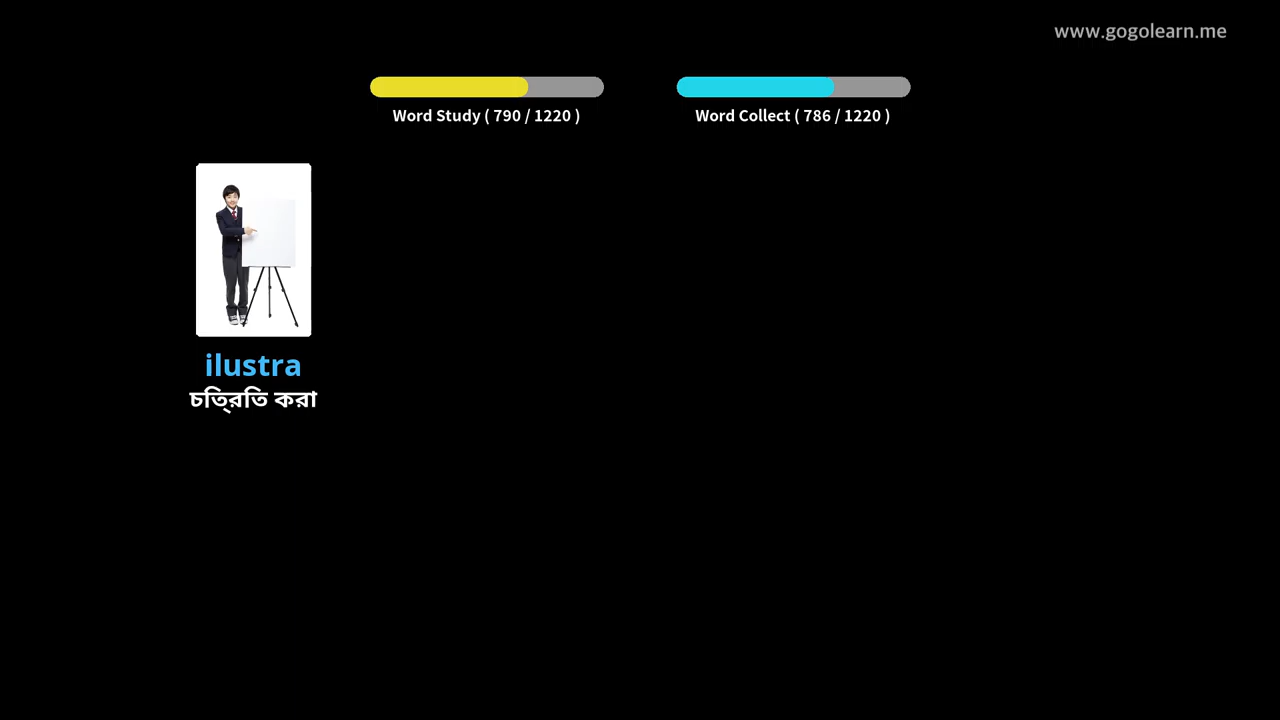 www.gogolearn.me
Word Study ( 790 / 1220 )
Word Collect ( 786 / 1220 )
ilustra
চিত্রিত করা